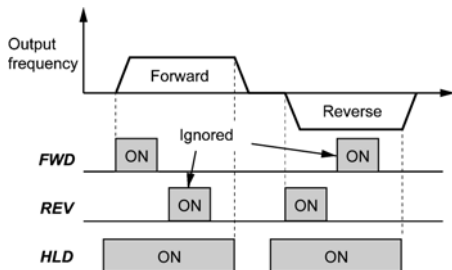 Output
frequency
Forward
Reverse
Ignored
FWD
ON
ON
REV
ON
ON
HLD
ON
ON